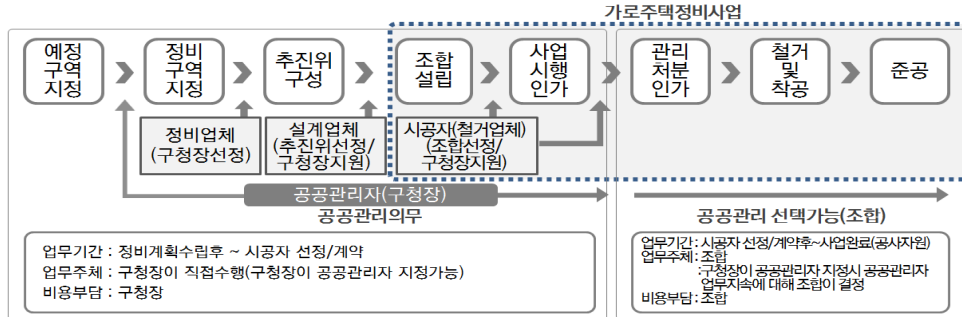 가로주택정비사업
예정
구역
지정
정비
구역
지정
추진위
구성
조합
설립
사업
시행
인가
관리
처분
인가
철거
및
착공
준공
정비업체
(구청장선정)
설계업체
(추진위선정/
구청장지원)
시공자(철거업체)
(조합선정/
구청장지원)
공공관리자(구청장)
공공관리의무
공공관리 선택가능(조합)
업무기간 : 정비계획수립후 ~ 시공자 선정/계약
업무주체 : 구청장이 직접수행(구청장이 공공관리자 지정가능)
비용부담 : 구청장
업무기간 : 시공자 선정/계약후~사업완료(공사자원)
업무주체 : 조합
:구청장이 공공관리자 지정시 공공관리자
업무지속에 대해 조합이 결정
비용부담 : 조합